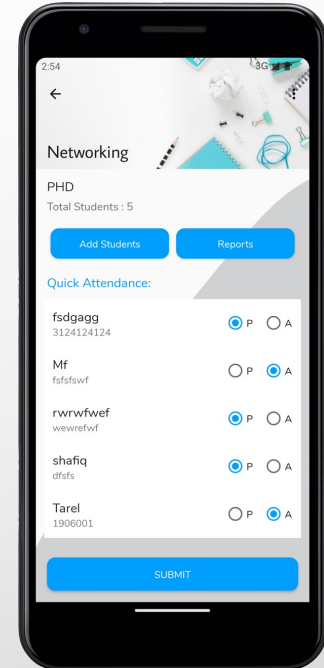 2:54
3G
Networking
PHD
Total Students : 5
Add Students
Reports
Quick Attendance:
fsdgagg
3124124124
P A
Mf
fsfsfswf
P A
rwrwfwef
wewrefwf
P A
shafiq
dfsfs
P A
Tarel
1906001
P A
SUBMIT